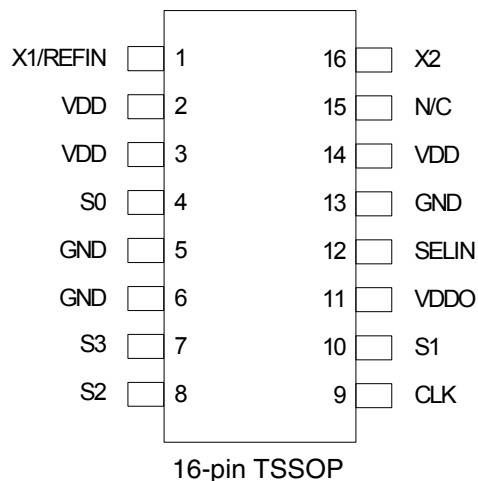 X1/REFIN 1 16 X2
VDD 2 15 N/C
VDD 3 14 VDD
S0 4 13 GND
GND 5 12 SELIN
GND 6 11 VDDO
S3 7 10 S1
S2 8 9 CLK
16-pin TSSOP